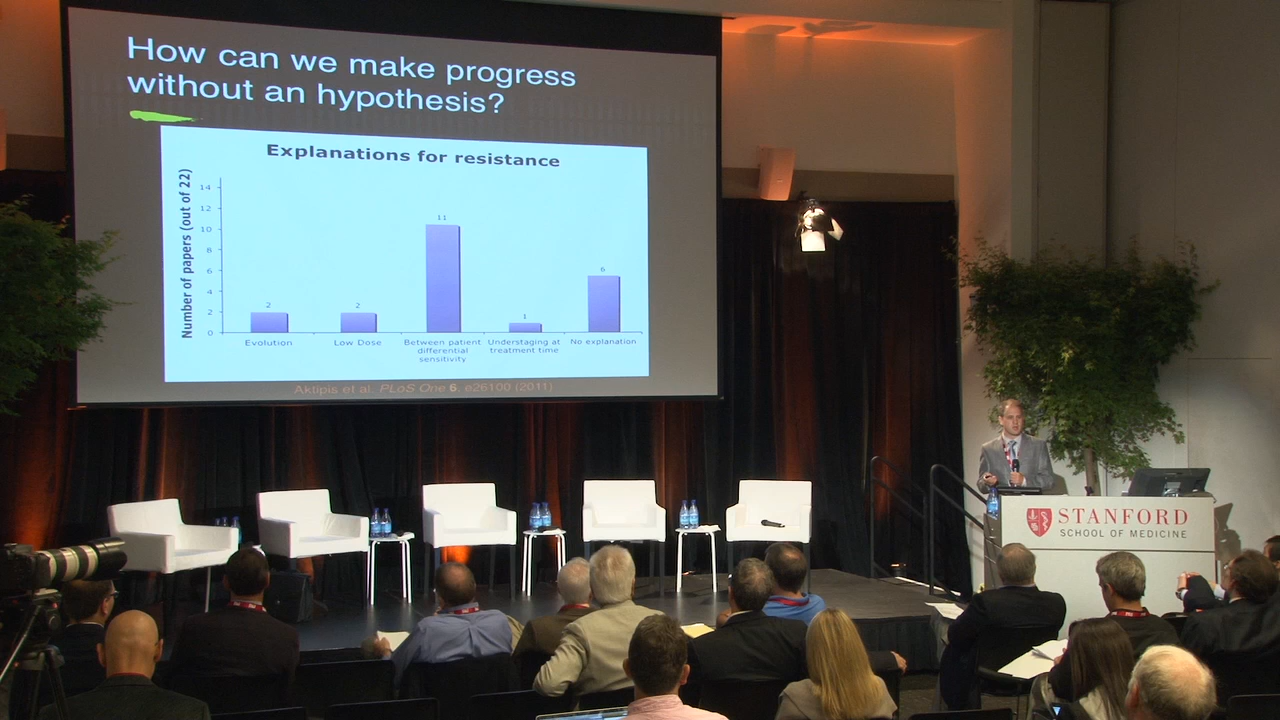 How can we make progress
without an hypothesis?
Explanations for resistance
Number of papers (out of 22)
14
12
10
8
6
4
2
0
2
2
11
1
6
Evolution
Low Dose
Between patient
differential
sensitivity
Understaging at
treatment time
No explanation
Aktipis et al. PLoS One 6, e26100 (2011)
STANFORD
SCHOOL OF MEDICINE